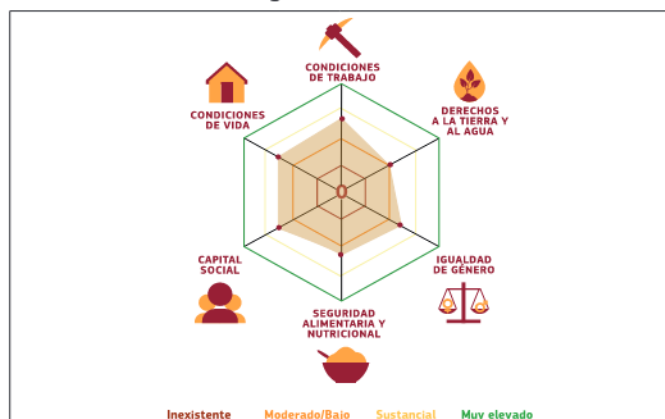 CONDICIONES
DE TRABAJO
CONDICIONES
DE VIDA
DERECHOS
A LA TIERRA Y
AL AGUA
0
CAPITAL
SOCIAL
IGUALDAD
DE GÉNERO
SEGURIDAD
ALIMENTARIA Y
NUTRICIONAL
Inexistente Moderado/Bajo Sustancial Muy elevado